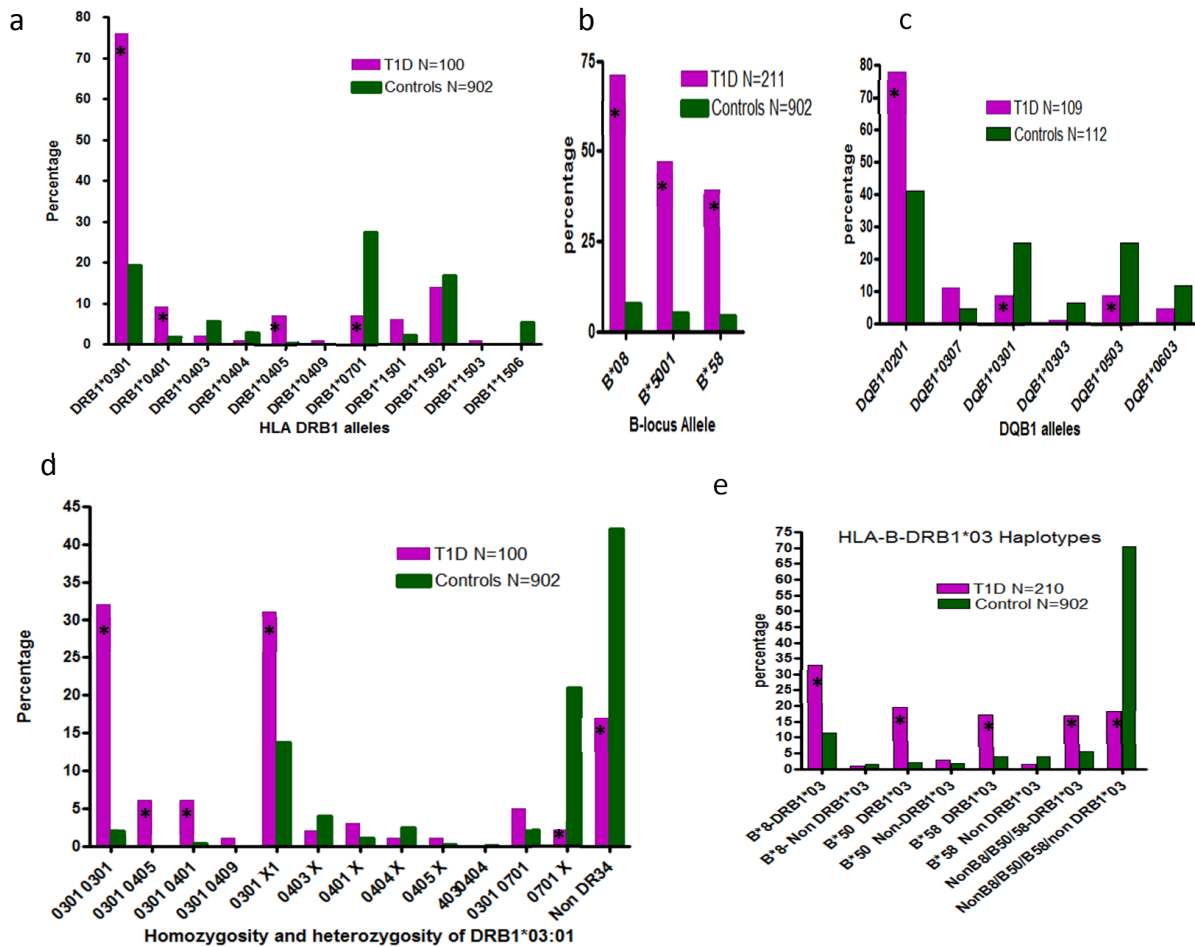 a
80
70
60
50
40
30
20
10
0
Percentage
T1D N=100
Controls N=902
*
*
*
*
DRB1*0301
DRB1*0401
DRB1*0403
DRB1*0404
DRB1*0405
DRB1*0409
DRB1*0701
DRB1*1501
DRB1*1502
DRB1*1503
DRB1*1506
HLA DRB1 alleles
b
75
50
25
0
percentage
T1D N=211
Controls N=902
*
*
*
B*08
B*5001
B*58
B-locus Allele
c
80
70
60
50
40
30
20
10
0
percentage
T1D N=109
Controls N=112
*
*
*
DQB1*0201
DQB1*0307
DQB1*0301
DQB1*0303
DQB1*0503
DQB1*0603
DQB1 alleles
d
45
40
35
30
25
20
15
10
5
0
Percentage
T1D N=100
Controls N=902
*
*
*
*
*
*
0301 0301
0301 0405
0301 0401
0301 0409
0301 X1
0403 X
0401 X
0404 X
0405 X
4030404
0301 0701
0701 X
Non DR34
Homozygosity and heterozygosity of DRB1*03:01
e
HLA-B-DRB1*03 Haplotypes
75
70
65
60
55
50
45
40
35
30
25
20
15
10
5
0
percentage
T1D N=210
Control N=902
*
*
*
*
*
B*8-DRB1*03
B*8- Non DRB1*03
B*50 DRB1*03
B*50 Non-DRB1*03
B*58 DRB1*03
B*58 Non DRB1*03
NonB8/B50/58-DRB1*03
NonB8/B50/B58/non DRB1*03